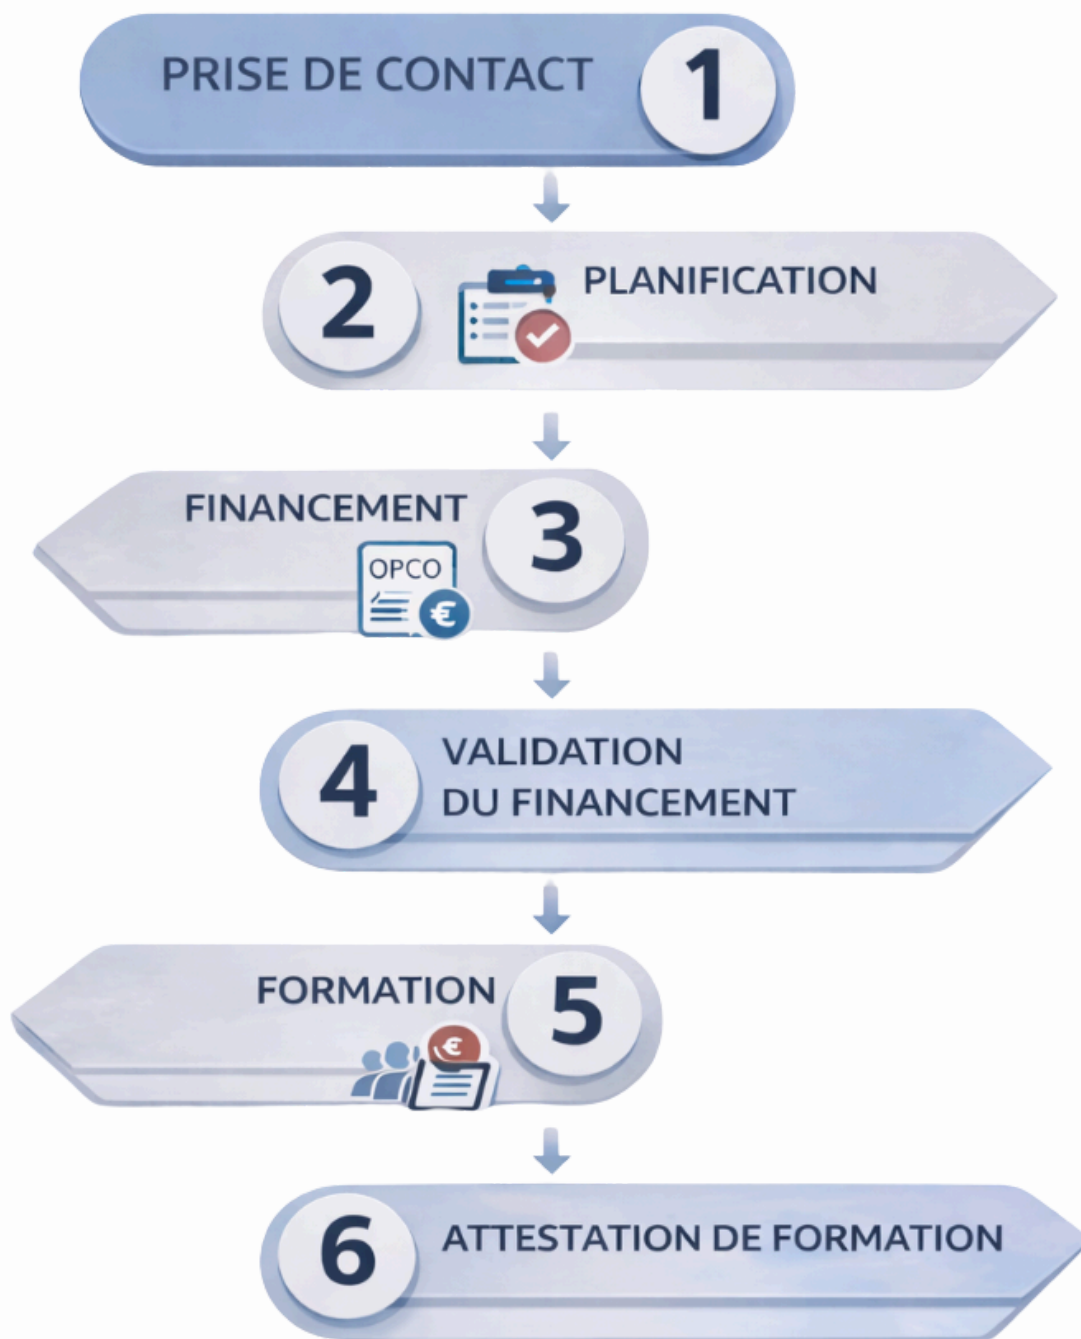 PRISE DE CONTACT
1
2
PLANIFICATION
FINANCEMENT
3
OPCO
€
4
VALIDATION
DU FINANCEMENT
FORMATION
5
€
6
ATTESTATION DE FORMATION